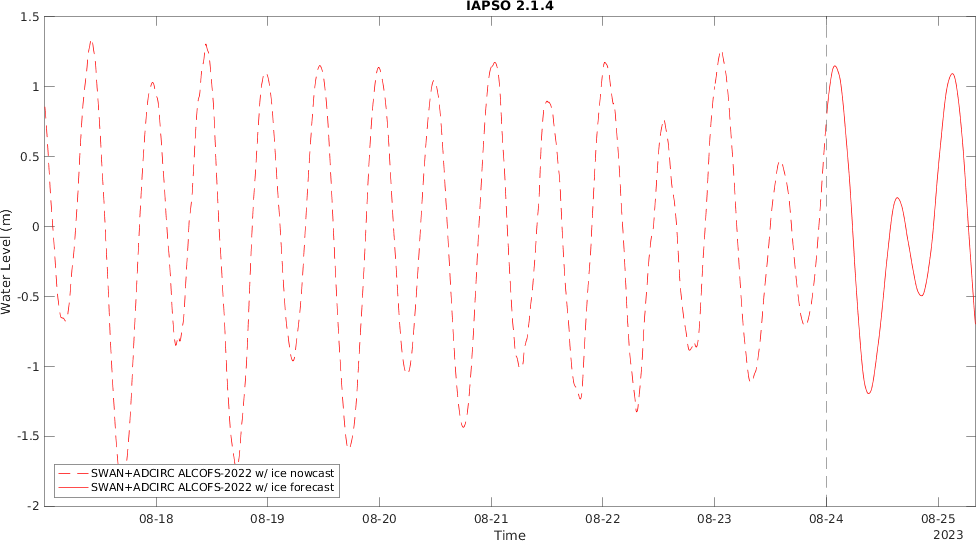 IAPSO 2.1.4
1.5
1
0.5
0
-0.5
-1
-1.5
-2
Water Level (m)
SWAN+ADCIRC ALCOFS-2022 w/ ice nowcast
SWAN+ADCIRC ALCOFS-2022 w/ ice forecast
08-18 08-19 08-20 08-21 08-22 08-23 08-24 08-25
Time
2023